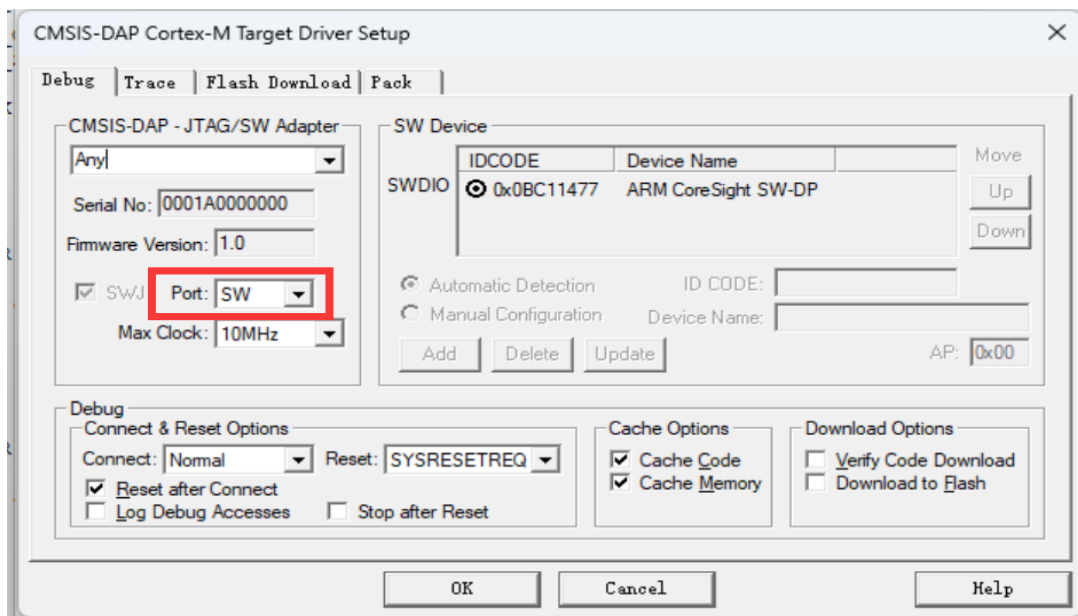 CMSIS-DAP Cortex-M Target Driver Setup
Debug Trace Flash Download Pack
CMSIS-DAP - JTAG/SW Adapter
Any
Serial No: 0001A0000000
Firmware Version: 1.0
SWJ Port: SW
Max Clock: 10MHz
SW Device
IDCODE Device Name Move
SWDIO 0x0BC11477 ARM CoreSight SW-DP Up
Down
Automatic Detection ID CODE:
Manual Configuration Device Name:
Add Delete Update AP: 0x00
Debug
Connect & Reset Options
Connect: Normal Reset: SYSRESETREQ
Reset after Connect
Log Debug Accesses Stop after Reset
Cache Options
Cache Code
Cache Memory
Download Options
Verify Code Download
Download to Flash
OK Cancel Help